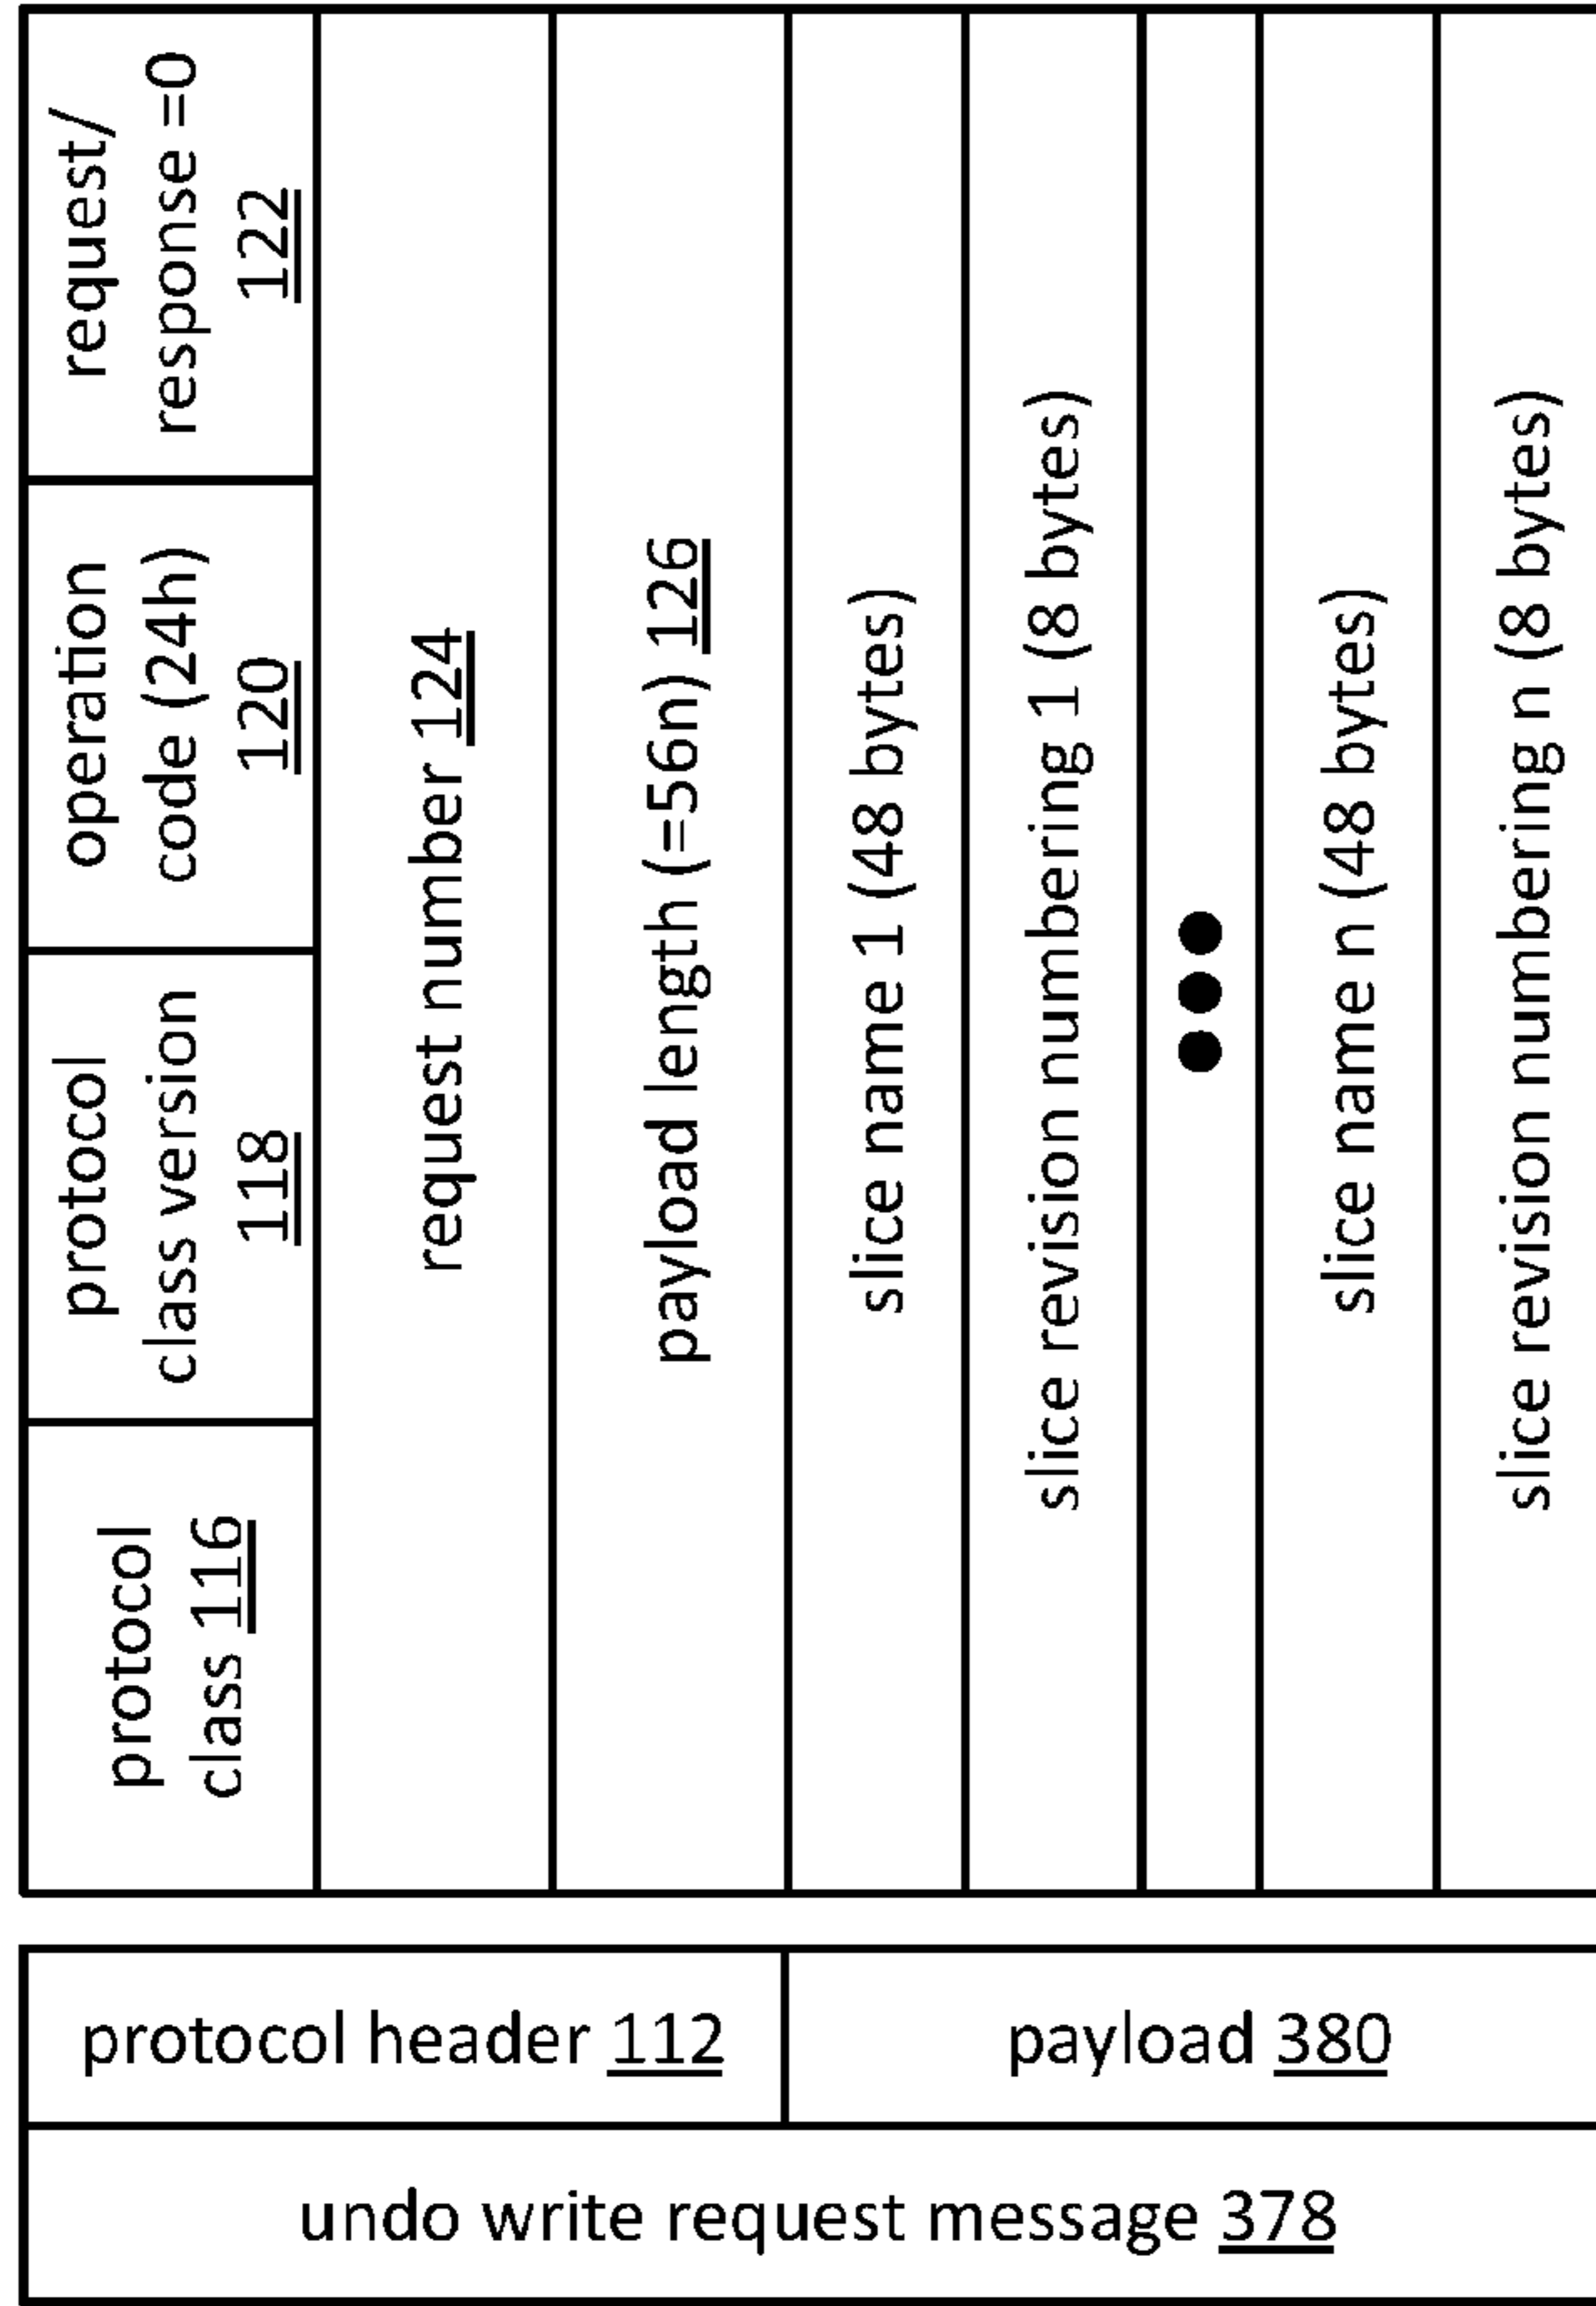 protocol
class 116
protocol
class version
118
operation
code (24h)
120
request/
response =0
122
request number 124
payload length (=56n) 126
slice name 1 (48 bytes)
slice revision numbering 1 (8 bytes)
●●●
slice name n (48 bytes)
slice revision numbering n (8 bytes)
protocol header 112
payload 380
undo write request message 378